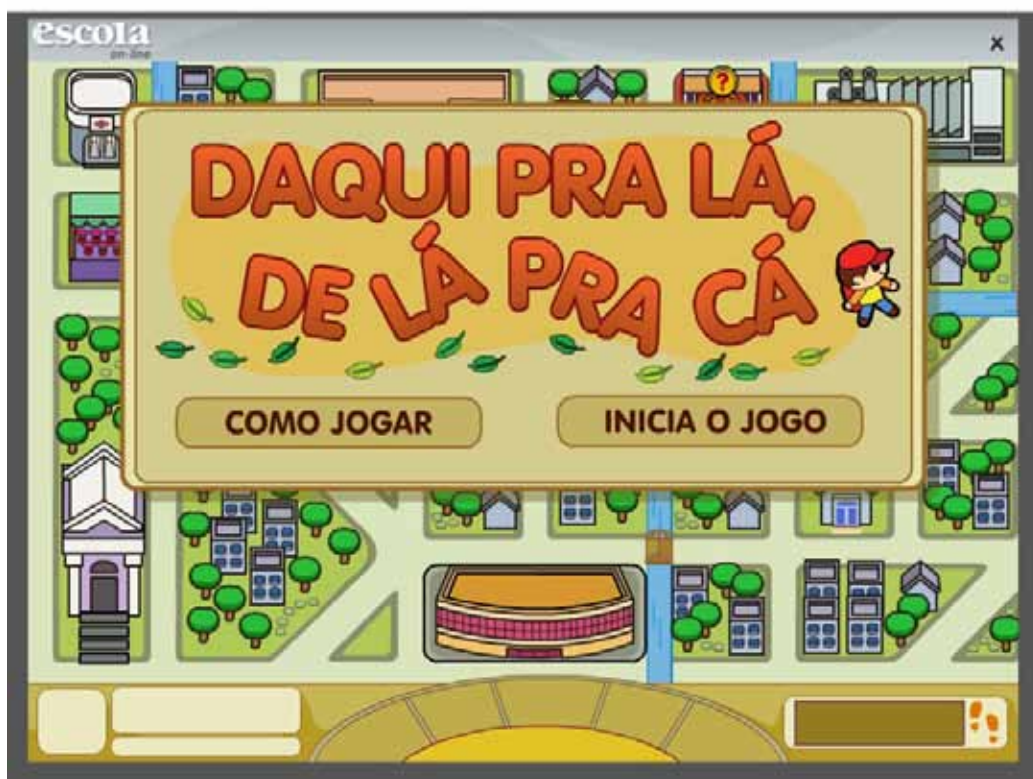 escola
on-line
x
?
DAQUI PRA LÁ,
DE LÁ PRA CÁ
COMO JOGAR
INICIA O JOGO